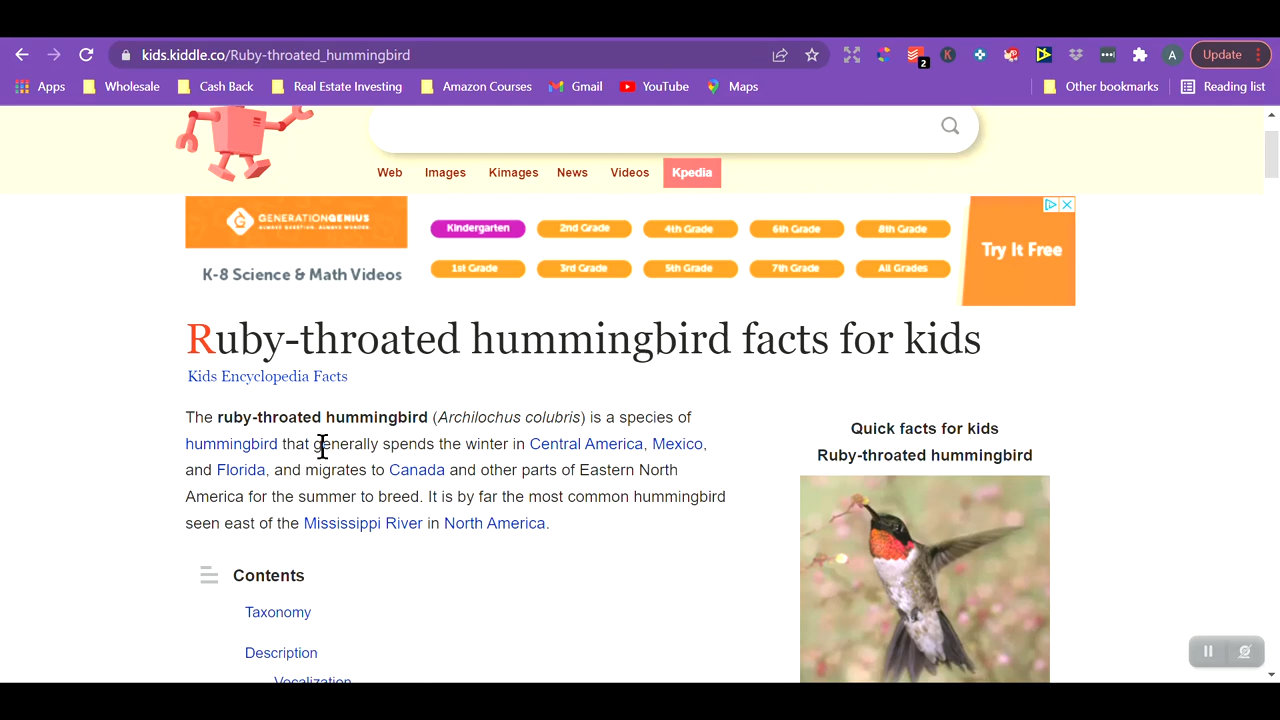 kids.kiddle.co/Ruby-throated_hummingbird
2
K
A
Update
Apps
Wholesale
Cash Back
Real Estate Investing
Amazon Courses
Gmail
YouTube
Maps
Other bookmarks
Reading list
Web
Images
Kimages
News
Videos
Kpedia
GENERATIONGENIUS
ALWAYS QUESTION. ALWAYS WONDER.
K-8 Science & Math Videos
Kindergarten
2nd Grade
4th Grade
6th Grade
8th Grade
1st Grade
3rd Grade
5th Grade
7th Grade
All Grades
Try It Free
Ruby-throated hummingbird facts for kids
Kids Encyclopedia Facts
The ruby-throated hummingbird (Archilochus colubris) is a species of
hummingbird that generally spends the winter in Central America, Mexico,
and Florida, and migrates to Canada and other parts of Eastern North
America for the summer to breed. It is by far the most common hummingbird
seen east of the Mississippi River in North America.
Quick facts for kids
Ruby-throated hummingbird
Contents
Taxonomy
Description
Vocalization